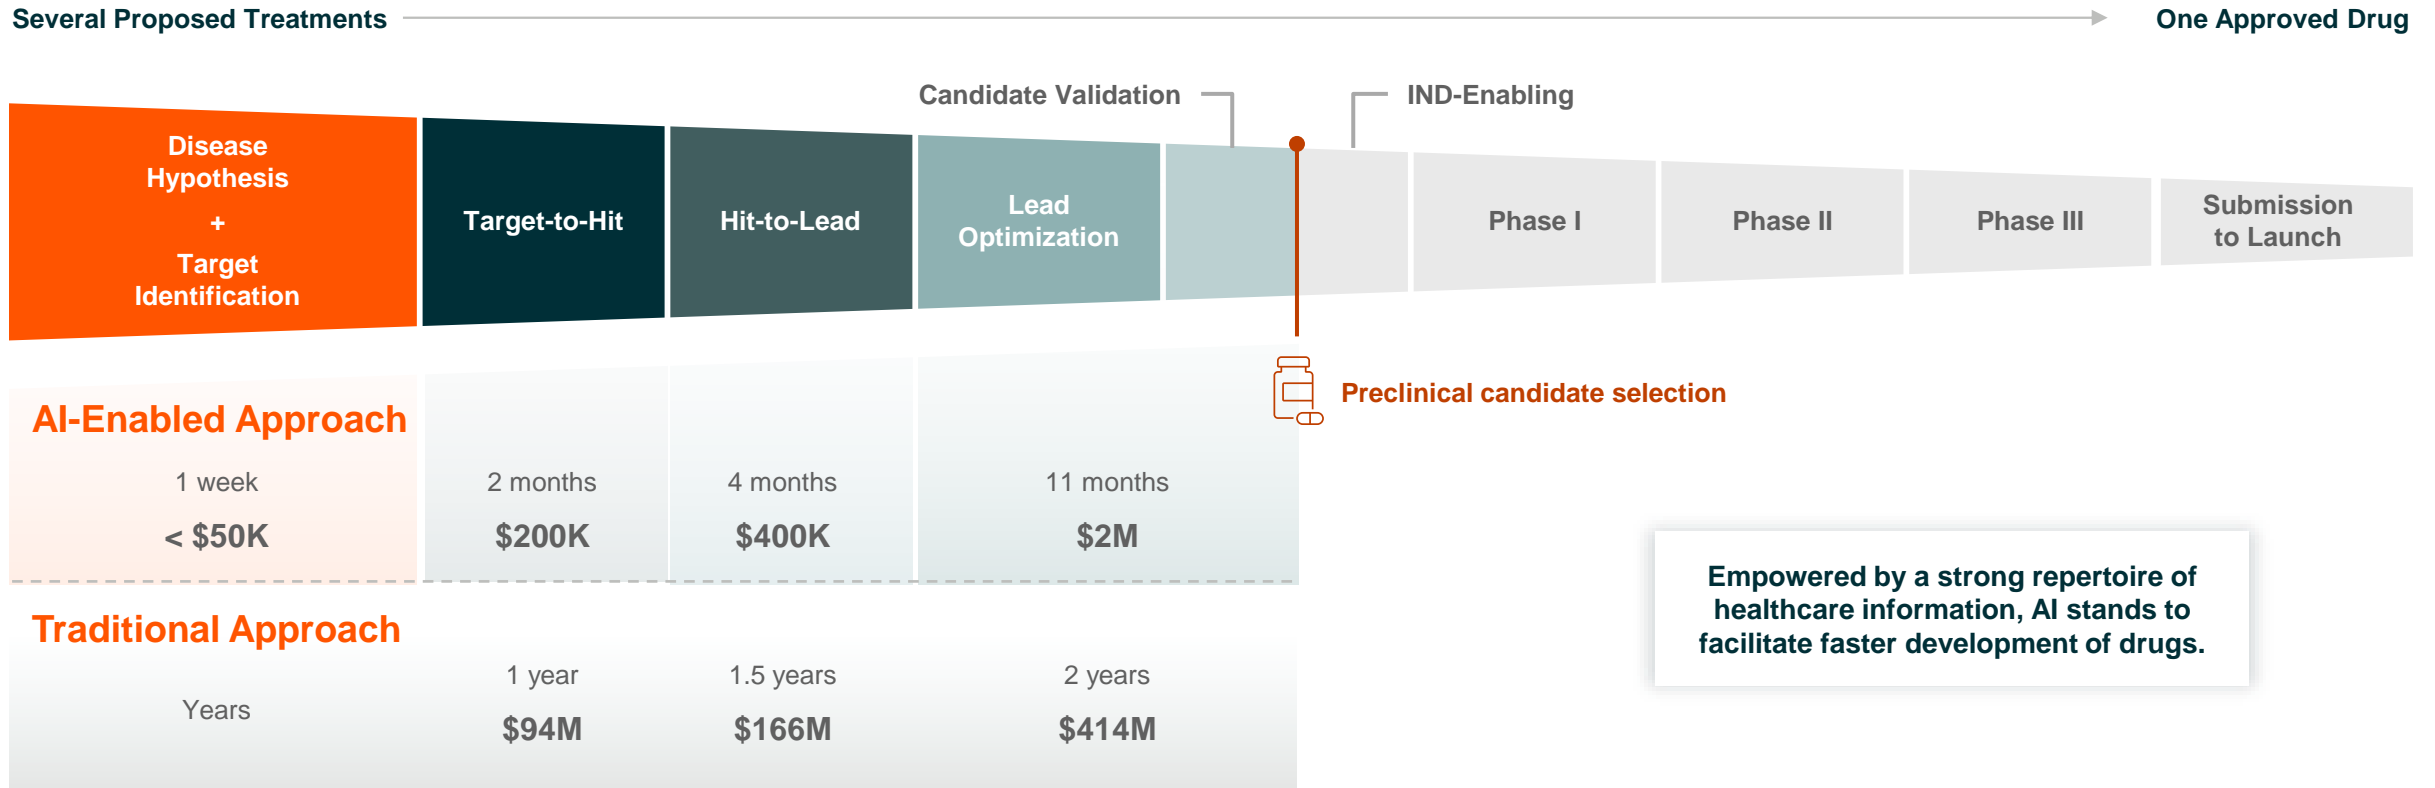 Several Proposed Treatments
One Approved Drug
Candidate Validation
IND-Enabling
Disease
Hypothesis
+
Target
Identification
Target-to-Hit
Hit-to-Lead
Lead
Optimization
Phase I
Phase II
Phase III
Submission
to Launch
Preclinical candidate selection
AI-Enabled Approach
1 week
< $50K
2 months
$200K
4 months
$400K
11 months
$2M
Traditional Approach
Years
1 year
$94M
1.5 years
$166M
2 years
$414M
Empowered by a strong repertoire of
healthcare information, AI stands to
facilitate faster development of drugs.